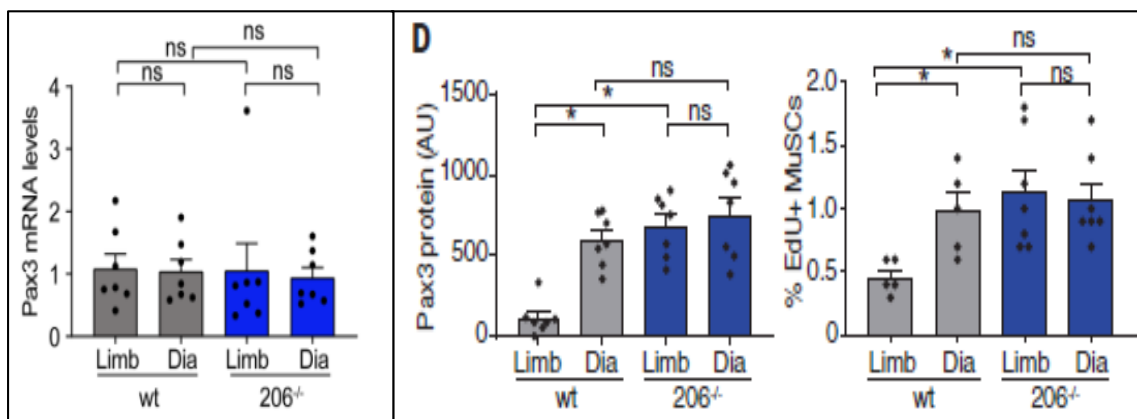 ns
ns
ns
ns
Pax3 mRNA levels
4
3
2
1
0
Limb Dia Limb Dia
wt 206-/-
D
ns
*
*
ns
Pax3 protein (AU)
1500
1000
500
0
Limb Dia Limb Dia
wt 206-/-
ns
*
*
ns
% EdU+ MuSCs
2.0
1.5
1.0
0.5
0.0
Limb Dia Limb Dia
wt 206-/-